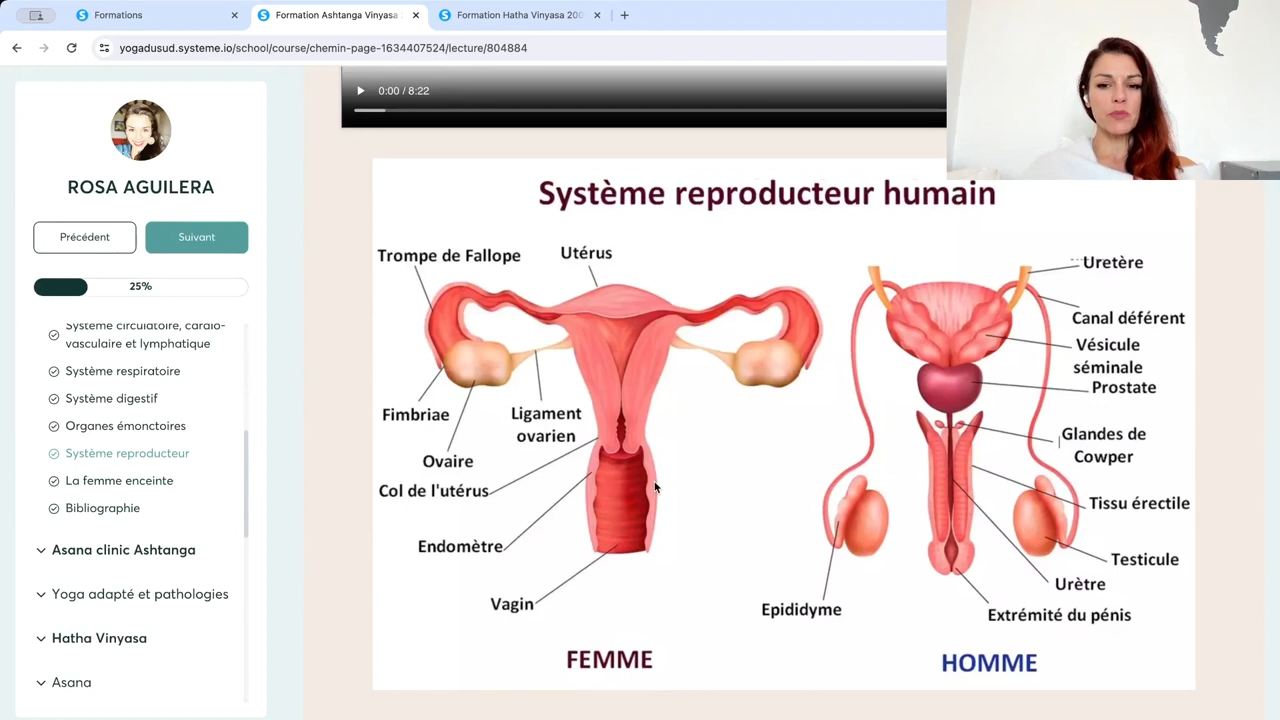 Formations
Formation Ashtanga Vinyasa
Formation Hatha Vinyasa 200
yogadusud.systeme.io/school/course/chemin-page-1634407524/lecture/804884
0:00 / 8:22
ROSA AGUILERA
Précédent
Suivant
25%
Système circulatoire, cardio-
vasculaire et lymphatique
Système respiratoire
Système digestif
Organes émonctoires
Système reproducteur
La femme enceinte
Bibliographie
Asana clinic Ashtanga
Yoga adapté et pathologies
Hatha Vinyasa
Asana
Système reproducteur humain
Trompe de Fallope
Utérus
Fimbriae
Ligament
ovarien
Ovaire
Col de l'utérus
Endomètre
Vagin
FEMME
Uretère
Canal déférent
Vésicule
séminale
Prostate
Glandes de
Cowper
Tissu érectile
Testicule
Urètre
Epididyme
Extrémité du pénis
HOMME